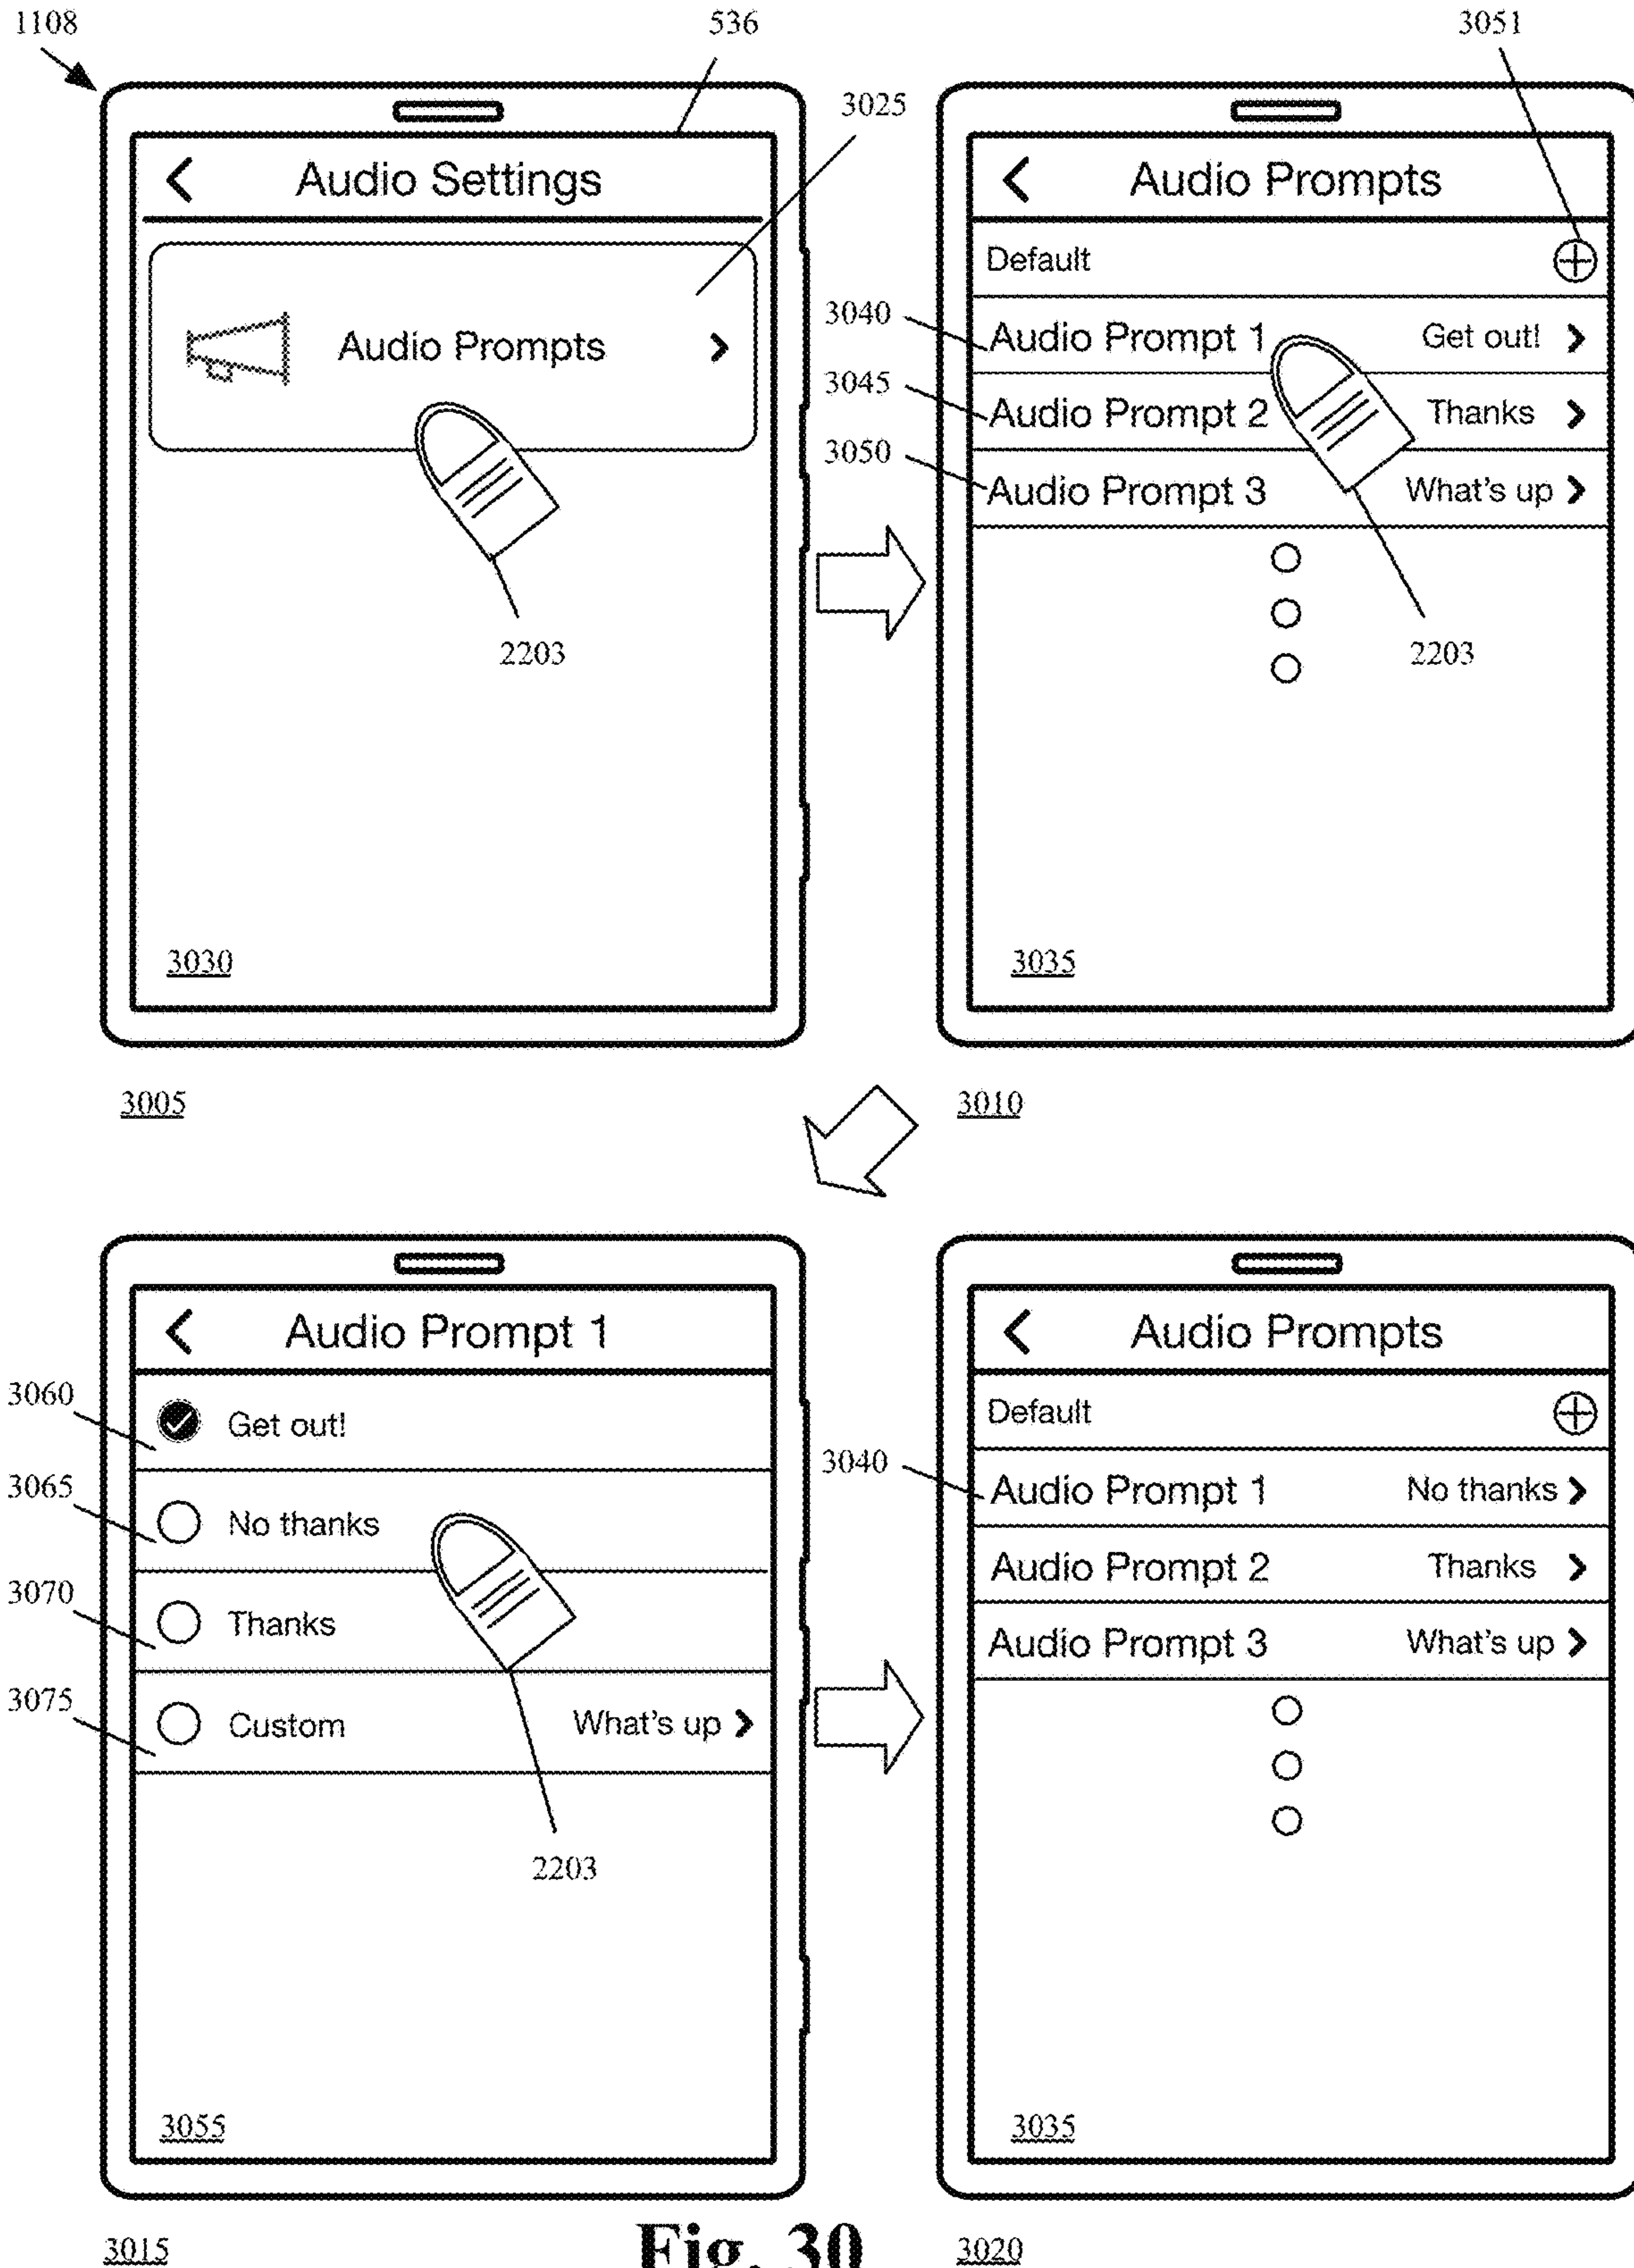 1108
536
3051
3025
Audio Settings
Audio Prompts
2203
3030
3005
Audio Prompts
Default
3040
Audio Prompt 1 Get out!
3045
Audio Prompt 2 Thanks
3050
Audio Prompt 3 What's up
2203
3035
3010
Audio Prompt 1
3060
Get out!
3065
No thanks
3070
Thanks
3075
Custom What's up
2203
3055
3015
Audio Prompts
Default
3040
Audio Prompt 1 No thanks
Audio Prompt 2 Thanks
Audio Prompt 3 What's up
3035
3020
Fig. 30